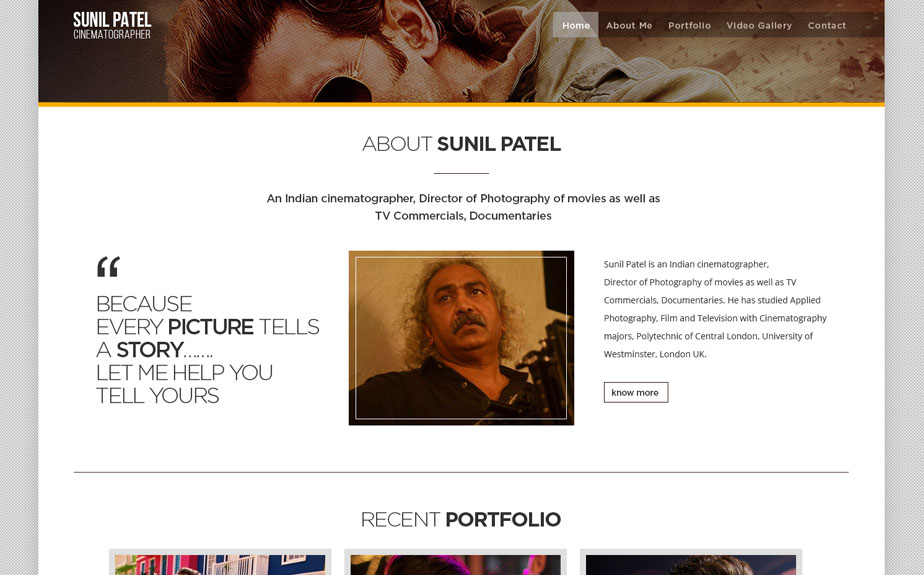 SUNIL PATEL
CINEMATOGRAPHER
Home About Me Portfolio Video Gallery Contact
ABOUT SUNIL PATEL
An Indian cinematographer, Director of Photography of movies as well as
TV Commercials, Documentaries
“
BECAUSE
EVERY PICTURE TELLS
A STORY.......
LET ME HELP YOU
TELL YOURS
Sunil Patel is an Indian cinematographer,
Director of Photography of movies as well as TV
Commercials, Documentaries. He has studied Applied
Photography, Film and Television with Cinematography
majors, Polytechnic of Central London, University of
Westminster, London UK.
know more
RECENT PORTFOLIO